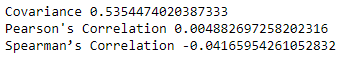 Covariance 0.5354474020387333
Pearson's Correlation 0.004882697258202316
Spearman’s Correlation -0.04165954261052832